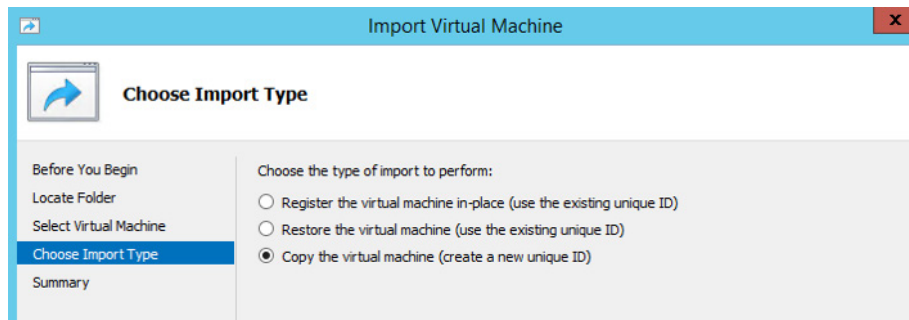 Import Virtual Machine
x
Choose Import Type
Before You Begin
Locate Folder
Select Virtual Machine
Choose Import Type
Summary
Choose the type of import to perform:
Register the virtual machine in-place (use the existing unique ID)
Restore the virtual machine (use the existing unique ID)
Copy the virtual machine (create a new unique ID)